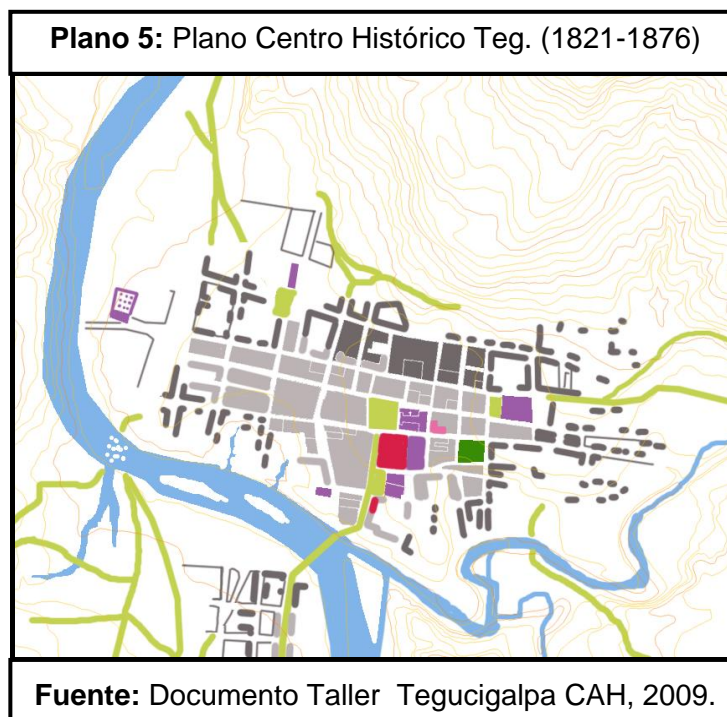 Plano 5: Plano Centro Histórico Teg. (1821-1876)
Fuente: Documento Taller Tegucigalpa CAH, 2009.